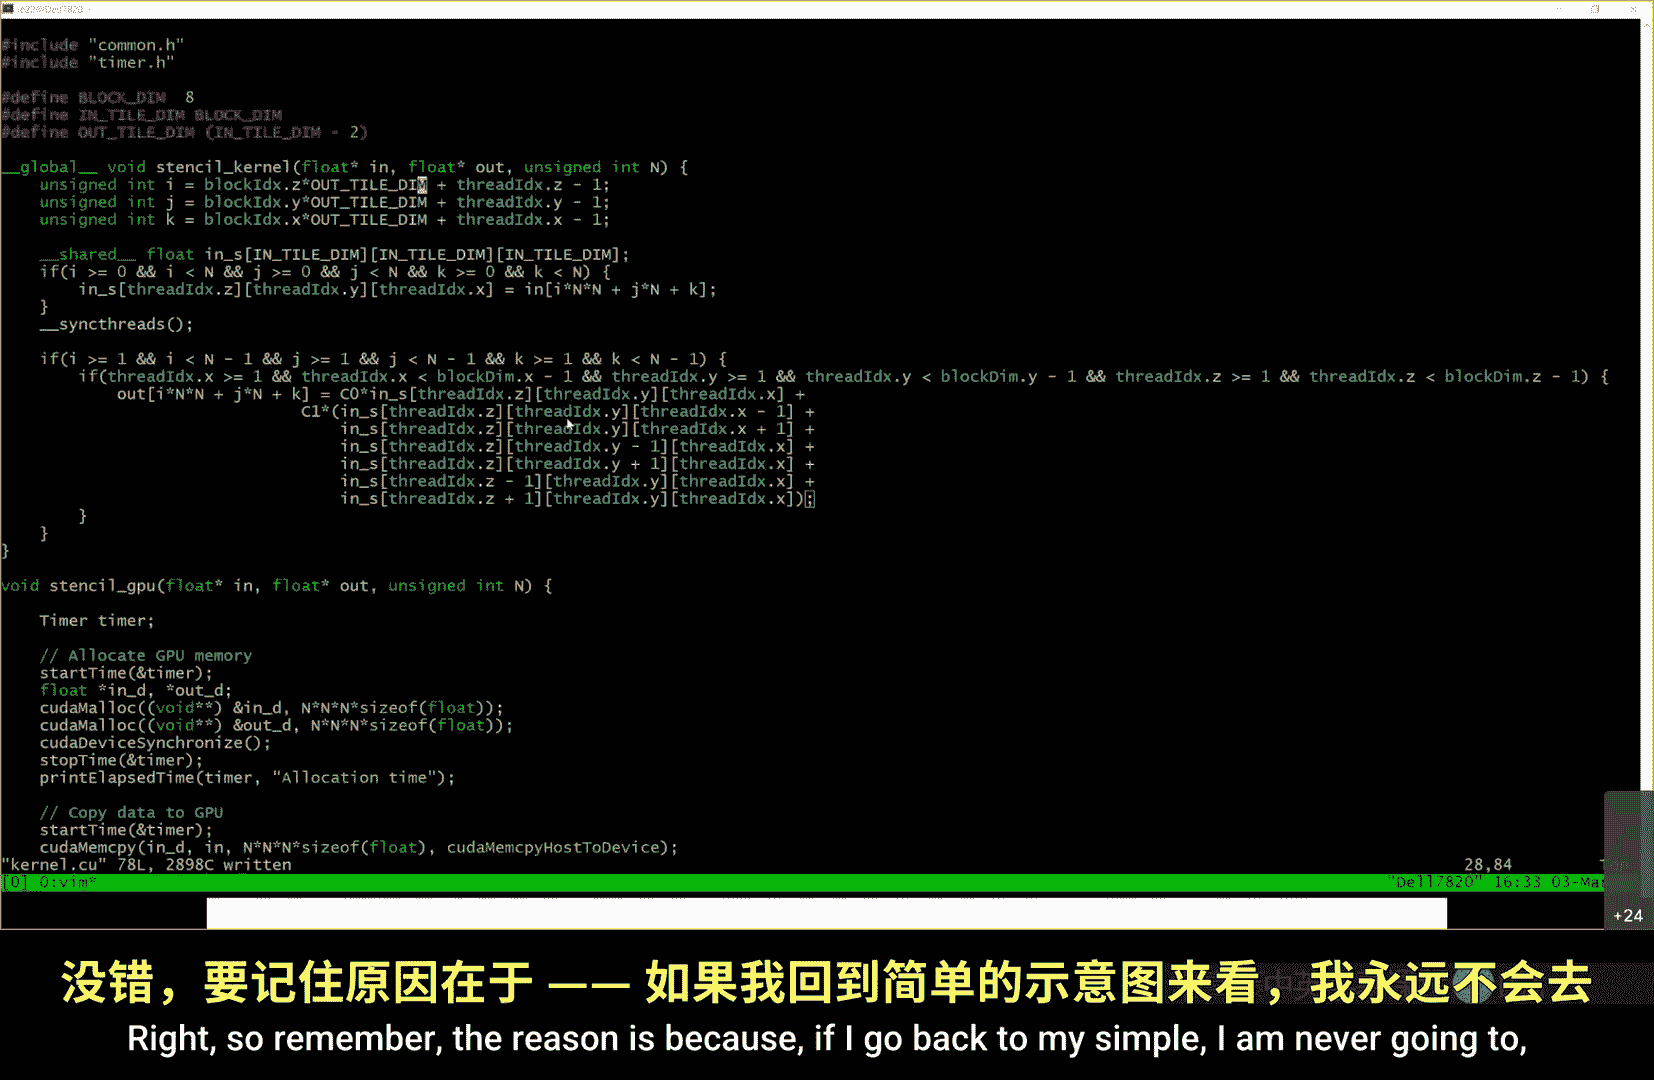 #include "common.h"
#include "timer.h"
#define BLOCK_DIM 8
#define IN_TILE_DIM BLOCK_DIM
#define OUT_TILE_DIM (IN_TILE_DIM - 2)
__global__ void stencil_kernel(float* in, float* out, unsigned int N) {
unsigned int i = blockIdx.z*OUT_TILE_DIM + threadIdx.z - 1;
unsigned int j = blockIdx.y*OUT_TILE_DIM + threadIdx.y - 1;
unsigned int k = blockIdx.x*OUT_TILE_DIM + threadIdx.x - 1;
__shared__ float in_s[IN_TILE_DIM][IN_TILE_DIM][IN_TILE_DIM];
if(i >= 0 && i < N && j >= 0 && j < N && k >= 0 && k < N) {
in_s[threadIdx.z][threadIdx.y][threadIdx.x] = in[i*N*N + j*N + k];
}
__syncthreads();
if(i >= 1 && i < N - 1 && j >= 1 && j < N - 1 && k >= 1 && k < N - 1) {
if(threadIdx.x >= 1 && threadIdx.x < blockDim.x - 1 && threadIdx.y >= 1 && threadIdx.y < blockDim.y - 1 && threadIdx.z >= 1 && threadIdx.z < blockDim.z - 1) {
out[i*N*N + j*N + k] = C0*in_s[threadIdx.z][threadIdx.y][threadIdx.x] +
C1*(in_s[threadIdx.z][threadIdx.y][threadIdx.x - 1] +
in_s[threadIdx.z][threadIdx.y][threadIdx.x + 1] +
in_s[threadIdx.z][threadIdx.y - 1][threadIdx.x] +
in_s[threadIdx.z][threadIdx.y + 1][threadIdx.x] +
in_s[threadIdx.z - 1][threadIdx.y][threadIdx.x] +
in_s[threadIdx.z + 1][threadIdx.y][threadIdx.x]);
}
}
}
void stencil_gpu(float* in, float* out, unsigned int N) {
Timer timer;
// Allocate GPU memory
startTime(&timer);
float *in_d, *out_d;
cudaMalloc((void**) &in_d, N*N*N*sizeof(float));
cudaMalloc((void**) &out_d, N*N*N*sizeof(float));
cudaDeviceSynchronize();
stopTime(&timer);
printElapsedTime(timer, "Allocation time");
// Copy data to GPU
startTime(&timer);
cudaMemcpy(in_d, in, N*N*N*sizeof(float), cudaMemcpyHostToDevice);
"kernel.cu" 78L, 2898C written 28,84
[0] 0:vim* "Dell7820" 16:33 03-Mar
+24
没错，要记住原因在于 —— 如果我回到简单的示意图来看，我永远不会去
Right, so remember, the reason is because, if I go back to my simple, I am never going to,